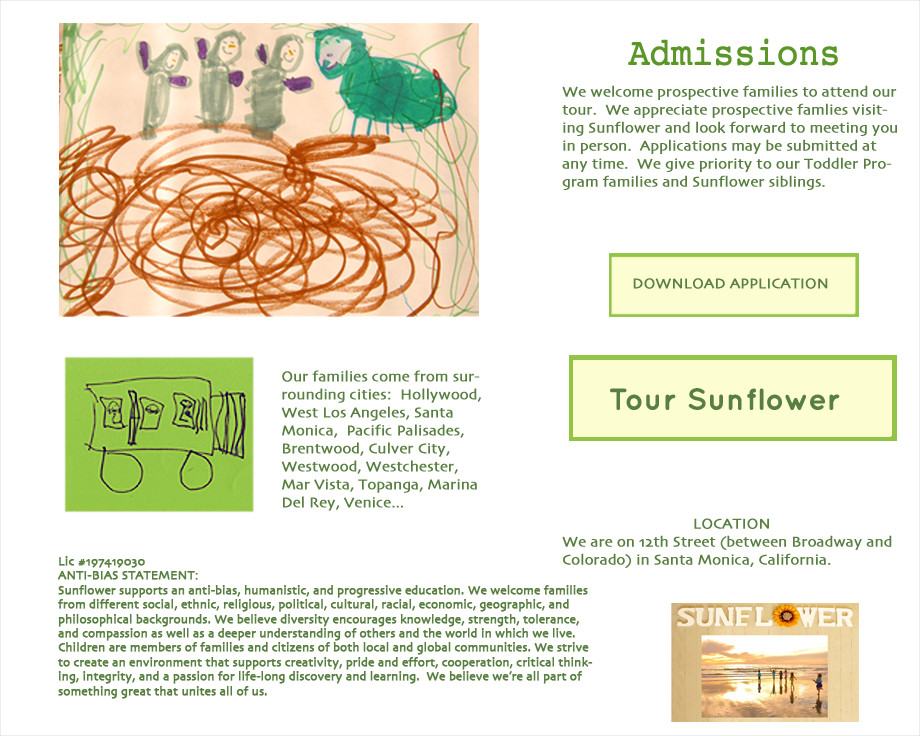 Admissions
We welcome prospective families to attend our
tour.  We appreciate prospective famlies visit-
ing Sunflower and look forward to meeting you
in person.  Applications may be submitted at
any time.  We give priority to our Toddler Pro-
gram families and Sunflower siblings.
DOWNLOAD APPLICATION
Tour Sunflower
Our families come from sur-
rounding cities:  Hollywood,
West Los Angeles, Santa
Monica,  Pacific Palisades,
Brentwood, Culver City,
Westwood, Westchester,
Mar Vista, Topanga, Marina
Del Rey, Venice...
LOCATION
We are on 12th Street (between Broadway and
Colorado) in Santa Monica, California.
Lic #197419030
ANTI-BIAS STATEMENT:
Sunflower supports an anti-bias, humanistic, and progressive education. We welcome families
from different social, ethnic, religious, political, cultural, racial, economic, geographic, and
philosophical backgrounds. We believe diversity encourages knowledge, strength, tolerance,
and compassion as well as a deeper understanding of others and the world in which we live.
Children are members of families and citizens of both local and global communities. We strive
to create an environment that supports creativity, pride and effort, cooperation, critical think-
ing, integrity, and a passion for life-long discovery and learning.  We believe we're all part of
something great that unites all of us.
SUNFLOWER